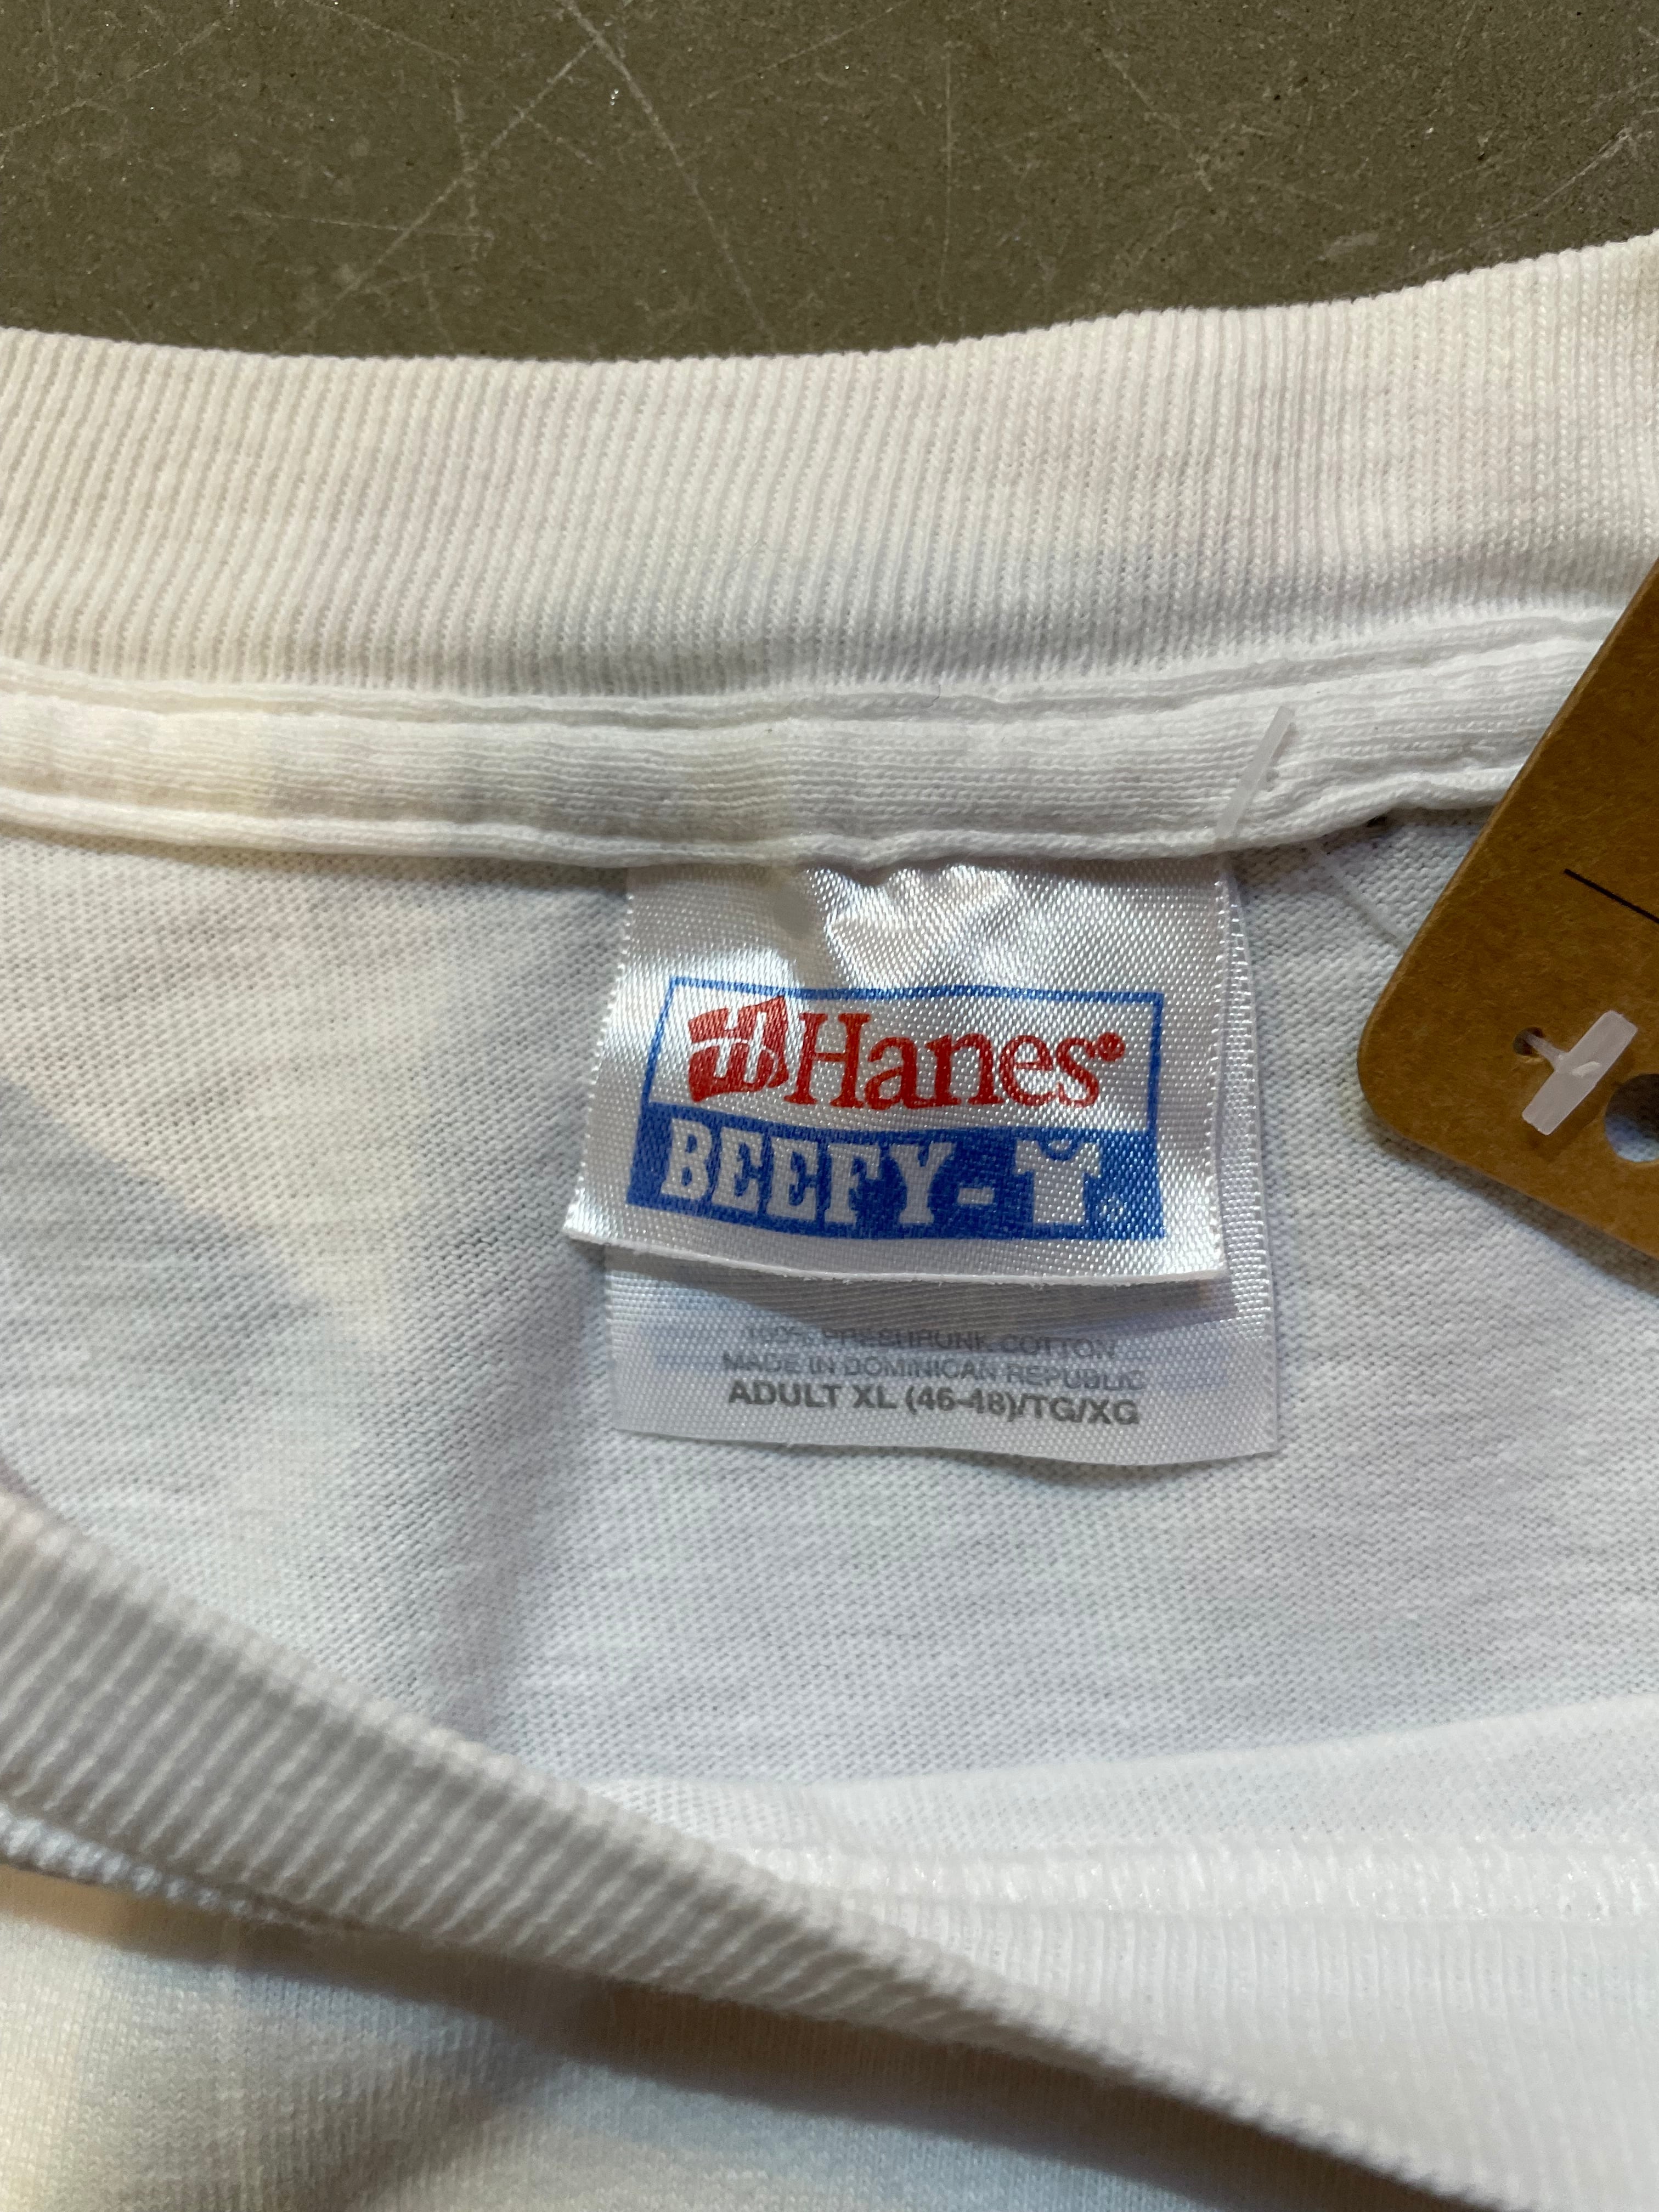 Hanes®
BEEFY-T®
100% PRESHRUNK COTTON
MADE IN DOMINICAN REPUBLIC
ADULT XL (46-48)/TG/XG